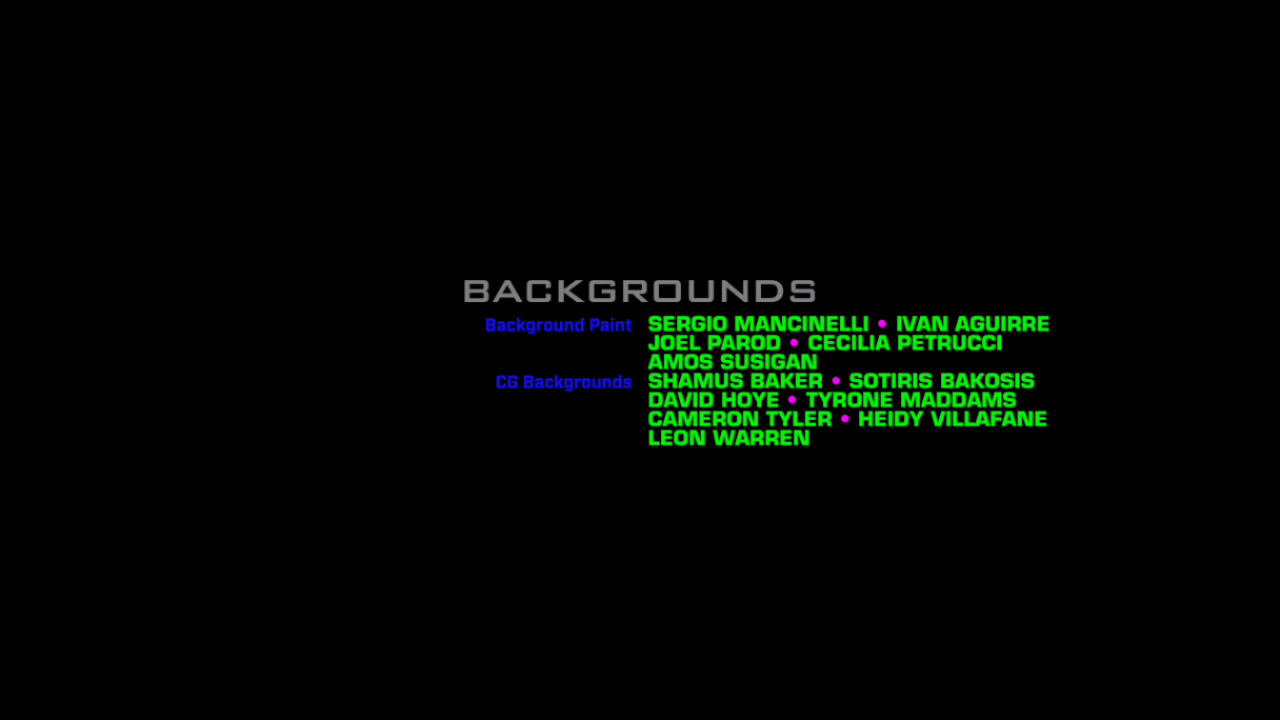 BACKGROUNDS
Background Paint SERGIO MANCINELLI • IVAN AGUIRRE
JOEL PAROD • CECILIA PETRUCCI
AMOS SUSIGAN
CG Backgrounds SHAMUS BAKER • SOTIRIS BAKOSIS
DAVID HOYE • TYRONE MADDAMS
CAMERON TYLER • HEIDY VILLAFANE
LEON WARREN